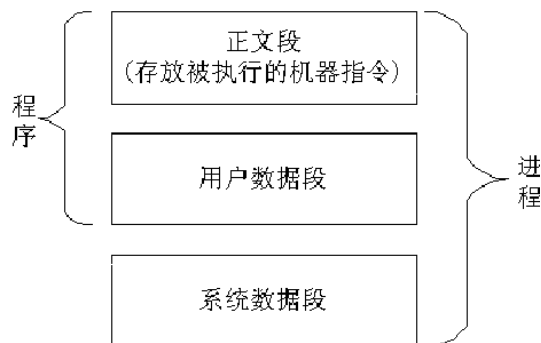 正文段
(存放被执行的机器指令)
程序
用户数据段
进程
系统数据段